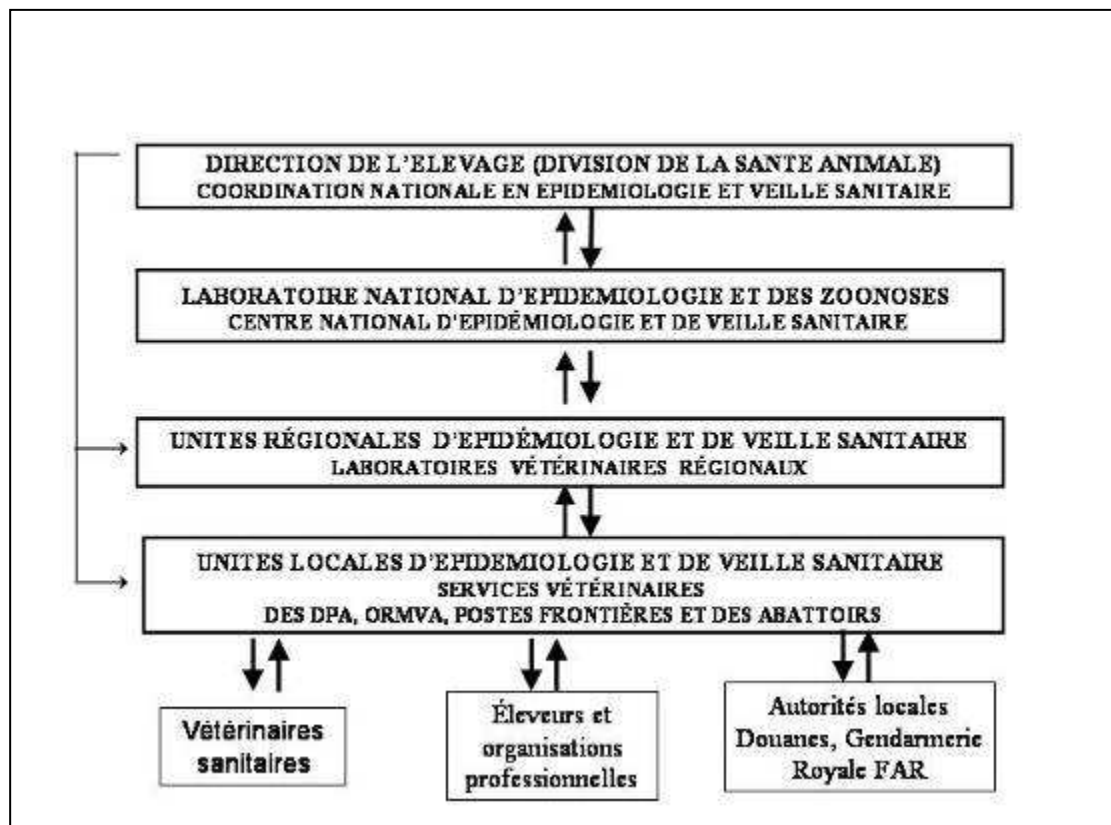 DIRECTION DE L'ELEVAGE (DIVISION DE LA SANTE ANIMALE)
COORDINATION NATIONALE EN EPIDEMIOLOGIE ET VEILLE SANITAIRE
LABORATOIRE NATIONAL D'EPIDEMIOLOGIE ET DES ZOONOSES
CENTRE NATIONAL D'EPIDÉMIOLOGIE ET DE VEILLE SANITAIRE
UNITES RÉGIONALES D'EPIDÉMIOLOGIE ET DE VEILLE SANITAIRE
LABORATOIRES VÉTÉRINAIRES RÉGIONAUX
UNITES LOCALES D'EPIDEMIOLOGIE ET DE VEILLE SANITAIRE
SERVICES VÉTÉRINAIRES
DES DPA, ORMVA, POSTES FRONTIÈRES ET DES ABATTOIRS
Vétérinaires
sanitaires
Éleveurs et
organisations
professionnelles
Autorités locales
Douanes, Gendarmerie
Royale FAR